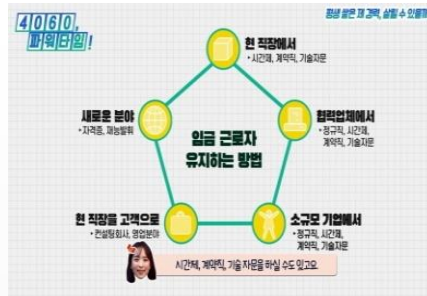 4060,
파워타임!
평생 쌓은 제 경력, 살릴 수 있을까
현 직장에서
• 시간제, 계약직, 기술자문
새로운 분야
• 자격증, 재능발휘
협력업체에서
• 정규직, 시간제,
계약직, 기술자문
임금 근로자
유지하는 방법
현 직장을 고객으로
• 컨설팅회사, 영업분야
소규모 기업에서
• 정규직, 시간제,
계약직, 기술자문
시간제, 계약직, 기술 자문을 하실 수도 있고요